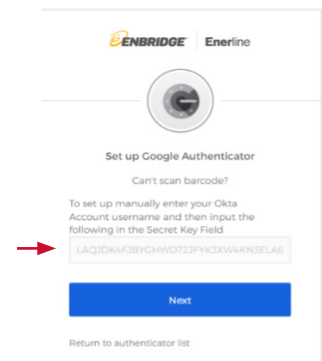 ENBRIDGE Enerline
Set up Google Authenticator
Can't scan barcode?
To set up manually enter your Okta
Account username and then input the
following in the Secret Key Field
Next
Return to authenticator list